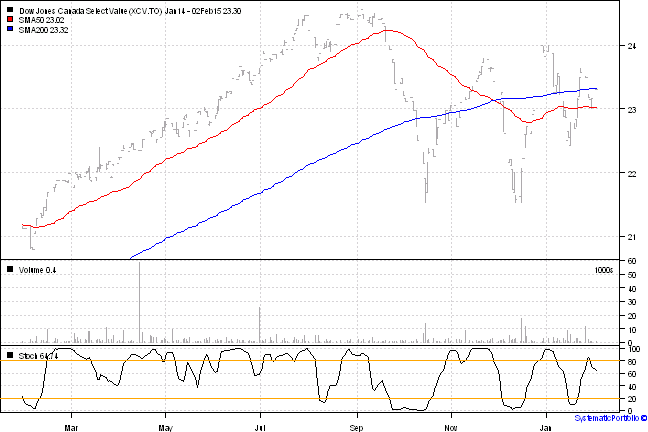 Dow Jones Canada Select Value (XCV.TO) Jan14 - 02Feb15 23.30
SMA50 23.02
SMA200 23.32
24
23
22
21
Volume 0.4
1000s
60
50
40
30
20
10
0
Stoch 64.74
100
80
60
40
20
0
Mar May Jul Sep Nov Jan
SystematicPortfolio ©